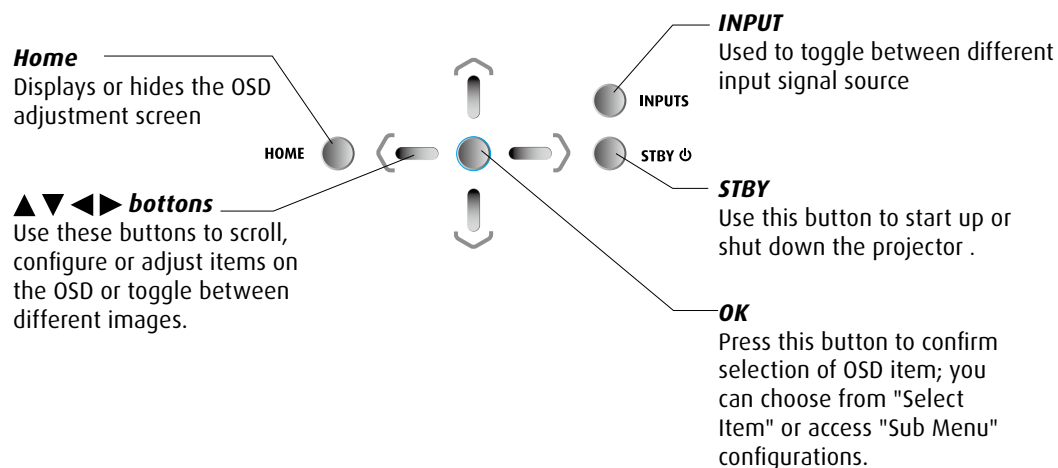 Home
Displays or hides the OSD
adjustment screen
▲ ▼ ◀ ▶ bottons
Use these buttons to scroll,
configure or adjust items on
the OSD or toggle between
different images.
HOME
INPUTS
STBY ⏻
INPUT
Used to toggle between different
input signal source
STBY
Use this button to start up or
shut down the projector .
OK
Press this button to confirm
selection of OSD item; you
can choose from "Select
Item" or access "Sub Menu"
configurations.